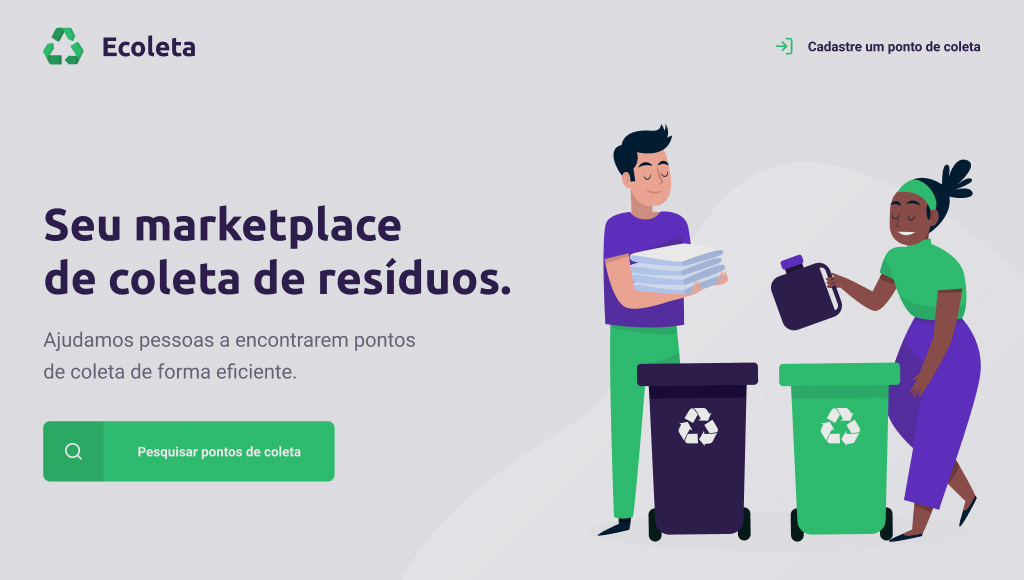 Ecoleta
Cadastre um ponto de coleta
Seu marketplace
de coleta de resíduos.
Ajudamos pessoas a encontrarem pontos
de coleta de forma eficiente.
Pesquisar pontos de coleta